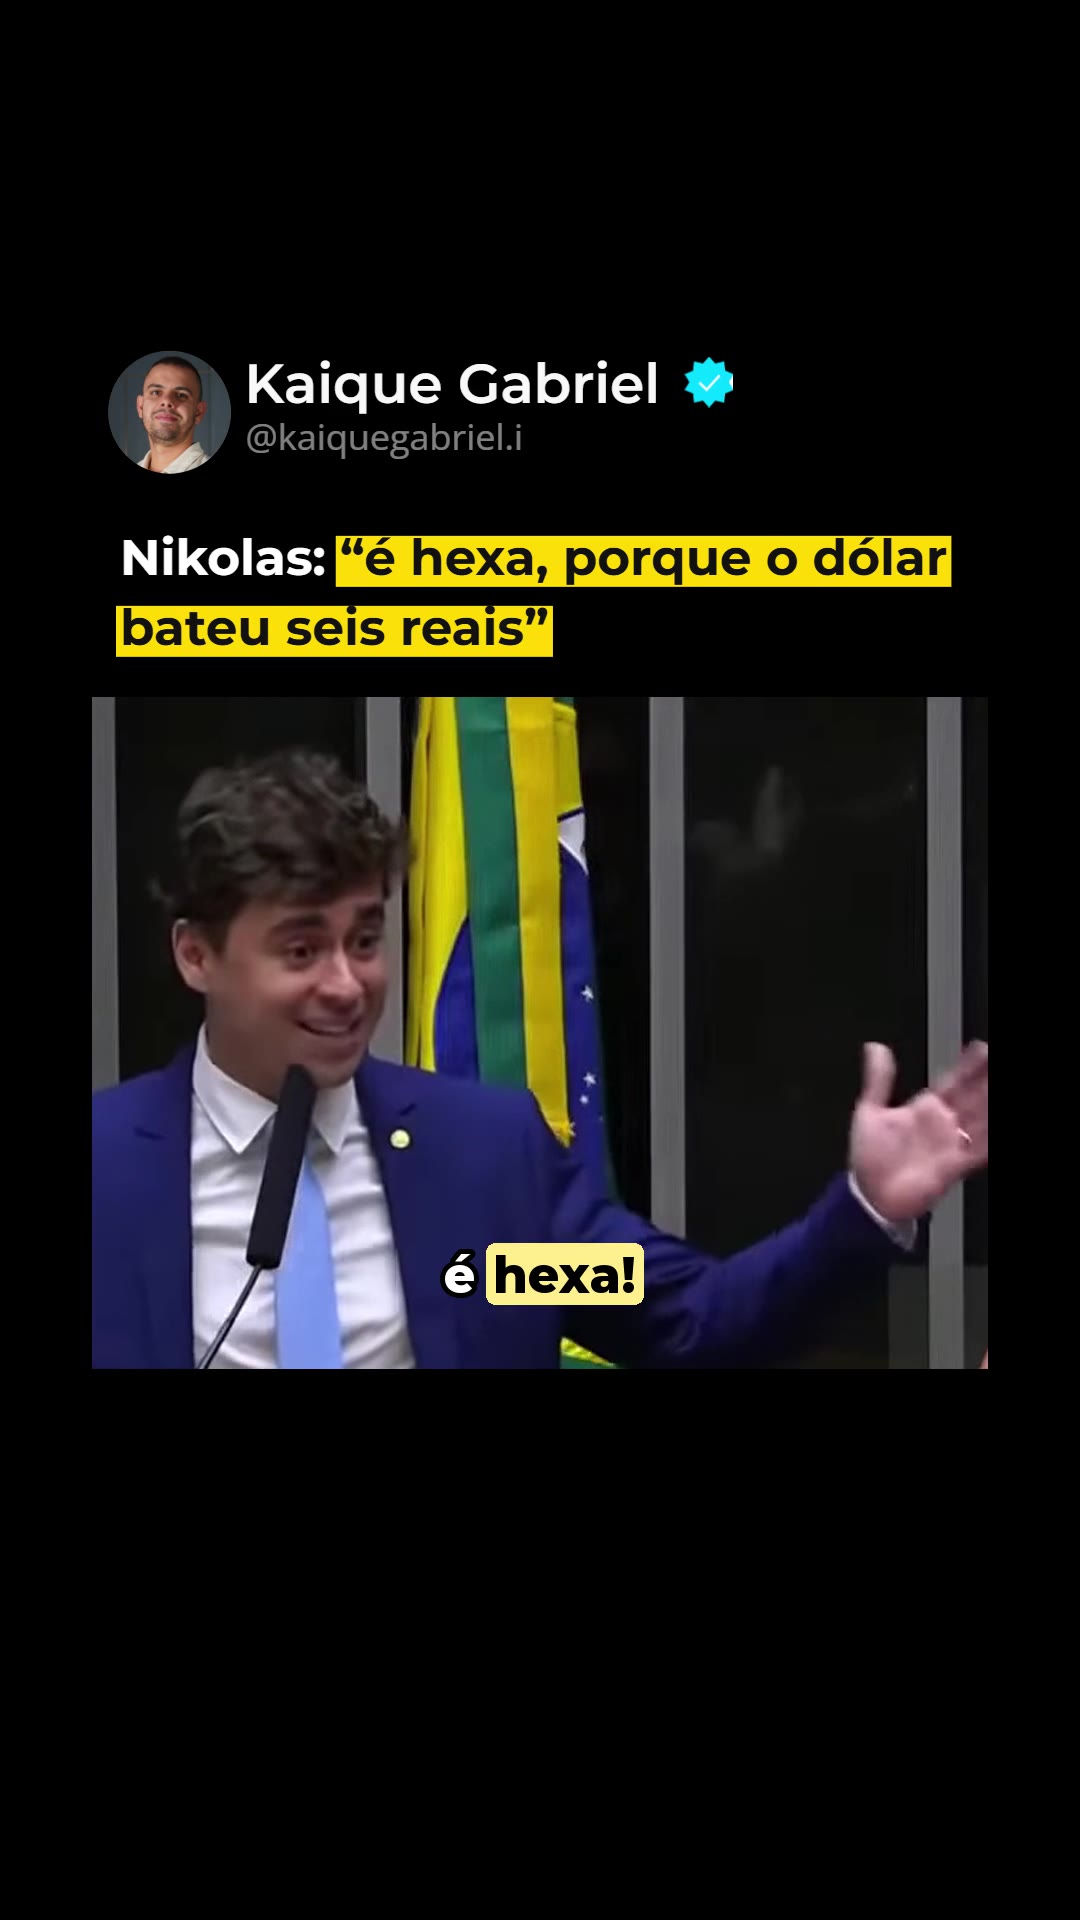 Kaique Gabriel
@kaiquegabriel.i
Nikolas: “é hexa, porque o dólar
bateu seis reais”
é hexa!